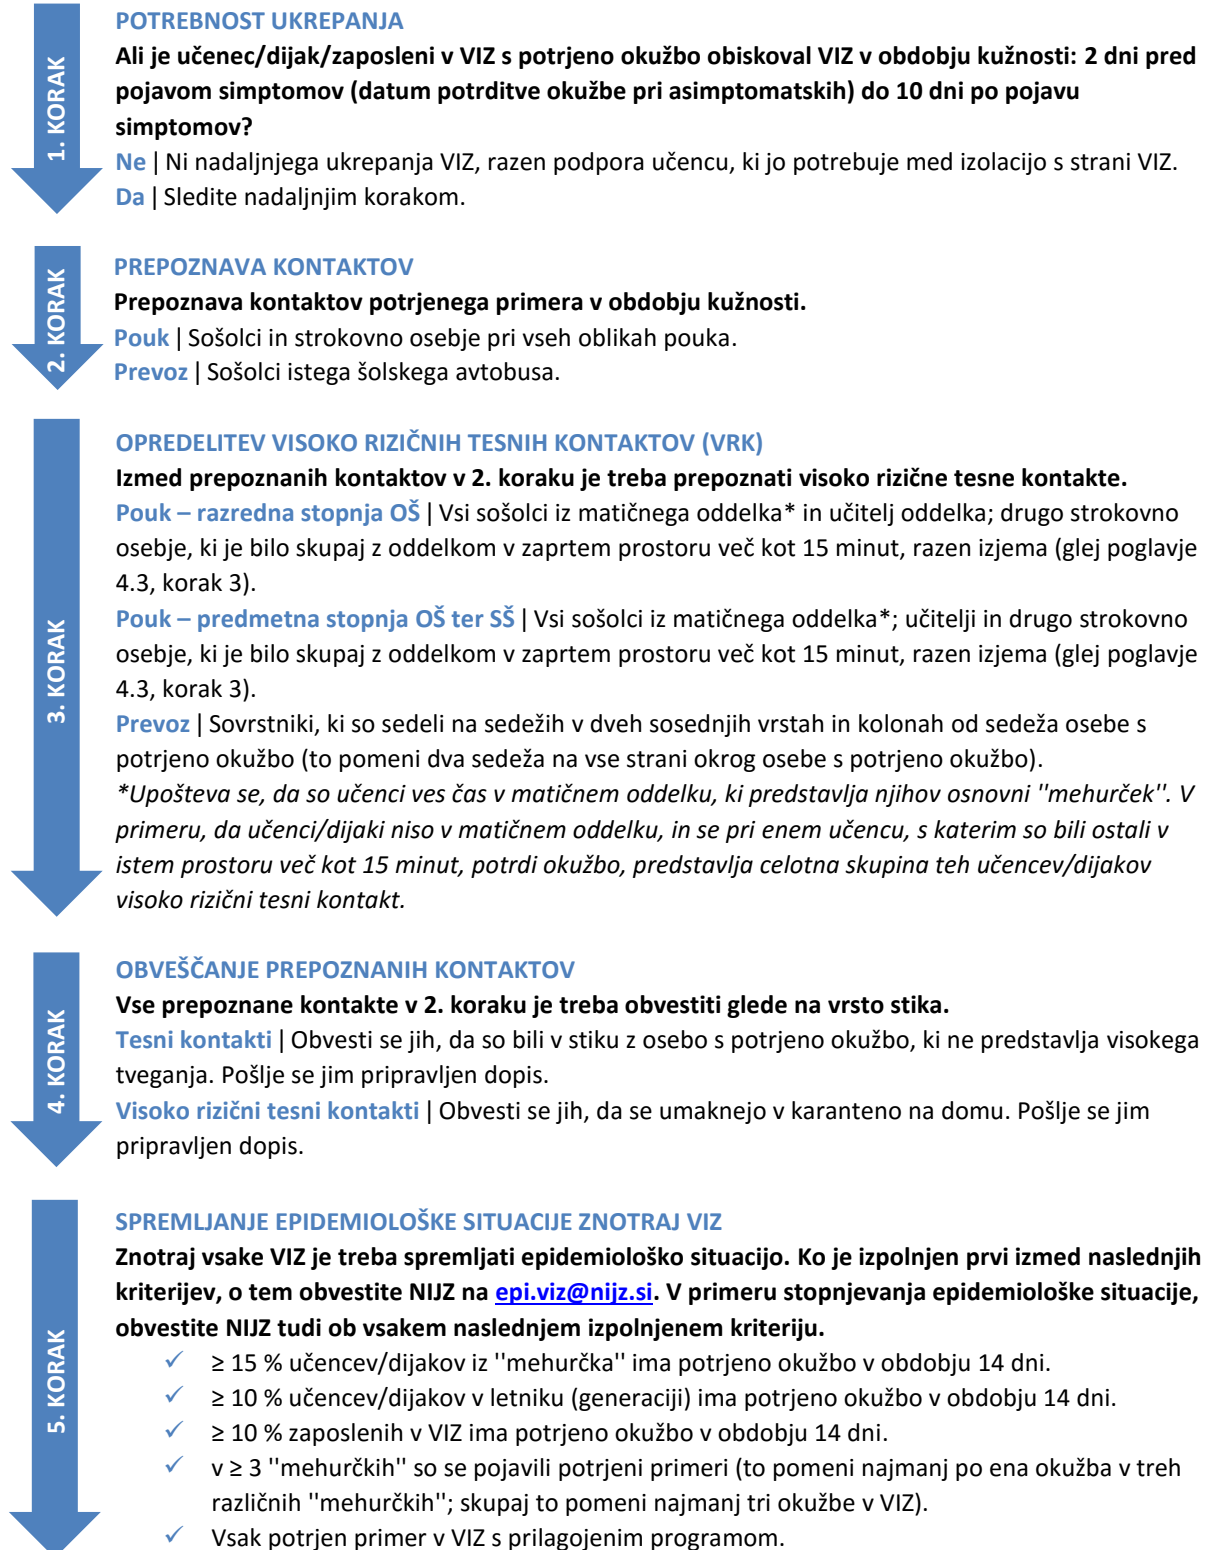 1. KORAK
POTREBNOST UKREPANJA
Ali je učenec/dijak/zaposleni v VIZ s potrjeno okužbo obiskoval VIZ v obdobju kužnosti: 2 dni pred
pojavom simptomov (datum potrditve okužbe pri asimptomatskih) do 10 dni po pojavu
simptomov?
Ne | Ni nadaljnjega ukrepanja VIZ, razen podpora učencu, ki jo potrebuje med izolacijo s strani VIZ.
Da | Sledite nadaljnjim korakom.
2. KORAK
PREPOZNAVA KONTAKTOV
Prepoznava kontaktov potrjenega primera v obdobju kužnosti.
Pouk | Sošolci in strokovno osebje pri vseh oblikah pouka.
Prevoz | Sošolci istega šolskega avtobusa.
3. KORAK
OPREDELITEV VISOKO RIZIČNIH TESNIH KONTAKTOV (VRK)
Izmed prepoznanih kontaktov v 2. koraku je treba prepoznati visoko rizične tesne kontakte.
Pouk – razredna stopnja OŠ | Vsi sošolci iz matičnega oddelka* in učitelj oddelka; drugo strokovno
osebje, ki je bilo skupaj z oddelkom v zaprtem prostoru več kot 15 minut, razen izjema (glej poglavje
4.3, korak 3).
Pouk – predmetna stopnja OŠ ter SŠ | Vsi sošolci iz matičnega oddelka*; učitelji in drugo strokovno
osebje, ki je bilo skupaj z oddelkom v zaprtem prostoru več kot 15 minut, razen izjema (glej poglavje
4.3, korak 3).
Prevoz | Sovrstniki, ki so sedeli na sedežih v dveh sosednjih vrstah in kolonah od sedeža osebe s
potrjeno okužbo (to pomeni dva sedeža na vse strani okrog osebe s potrjeno okužbo).
*Upošteva se, da so učenci ves čas v matičnem oddelku, ki predstavlja njihov osnovni ''mehurček''. V
primeru, da učenci/dijaki niso v matičnem oddelku, in se pri enem učencu, s katerim so bili ostali v
istem prostoru več kot 15 minut, potrdi okužbo, predstavlja celotna skupina teh učencev/dijakov
visoko rizični tesni kontakt.
4. KORAK
OBVEŠČANJE PREPOZNANIH KONTAKTOV
Vse prepoznane kontakte v 2. koraku je treba obvestiti glede na vrsto stika.
Tesni kontakti | Obvesti se jih, da so bili v stiku z osebo s potrjeno okužbo, ki ne predstavlja visokega
tveganja. Pošlje se jim pripravljen dopis.
Visoko rizični tesni kontakti | Obvesti se jih, da se umaknejo v karanteno na domu. Pošlje se jim
pripravljen dopis.
5. KORAK
SPREMLJANJE EPIDEMIOLOŠKE SITUACIJE ZNOTRAJ VIZ
Znotraj vsake VIZ je treba spremljati epidemiološko situacijo. Ko je izpolnjen prvi izmed naslednjih
kriterijev, o tem obvestite NIJZ na epi.viz@nijz.si. V primeru stopnjevanja epidemiološke situacije,
obvestite NIJZ tudi ob vsakem naslednjem izpolnjenem kriteriju.
✓ ≥ 15 % učencev/dijakov iz ''mehurčka'' ima potrjeno okužbo v obdobju 14 dni.
✓ ≥ 10 % učencev/dijakov v letniku (generaciji) ima potrjeno okužbo v obdobju 14 dni.
✓ ≥ 10 % zaposlenih v VIZ ima potrjeno okužbo v obdobju 14 dni.
✓ v ≥ 3 ''mehurčkih'' so se pojavili potrjeni primeri (to pomeni najmanj po ena okužba v treh
različnih ''mehurčkih''; skupaj to pomeni najmanj tri okužbe v VIZ).
✓ Vsak potrjen primer v VIZ s prilagojenim programom.